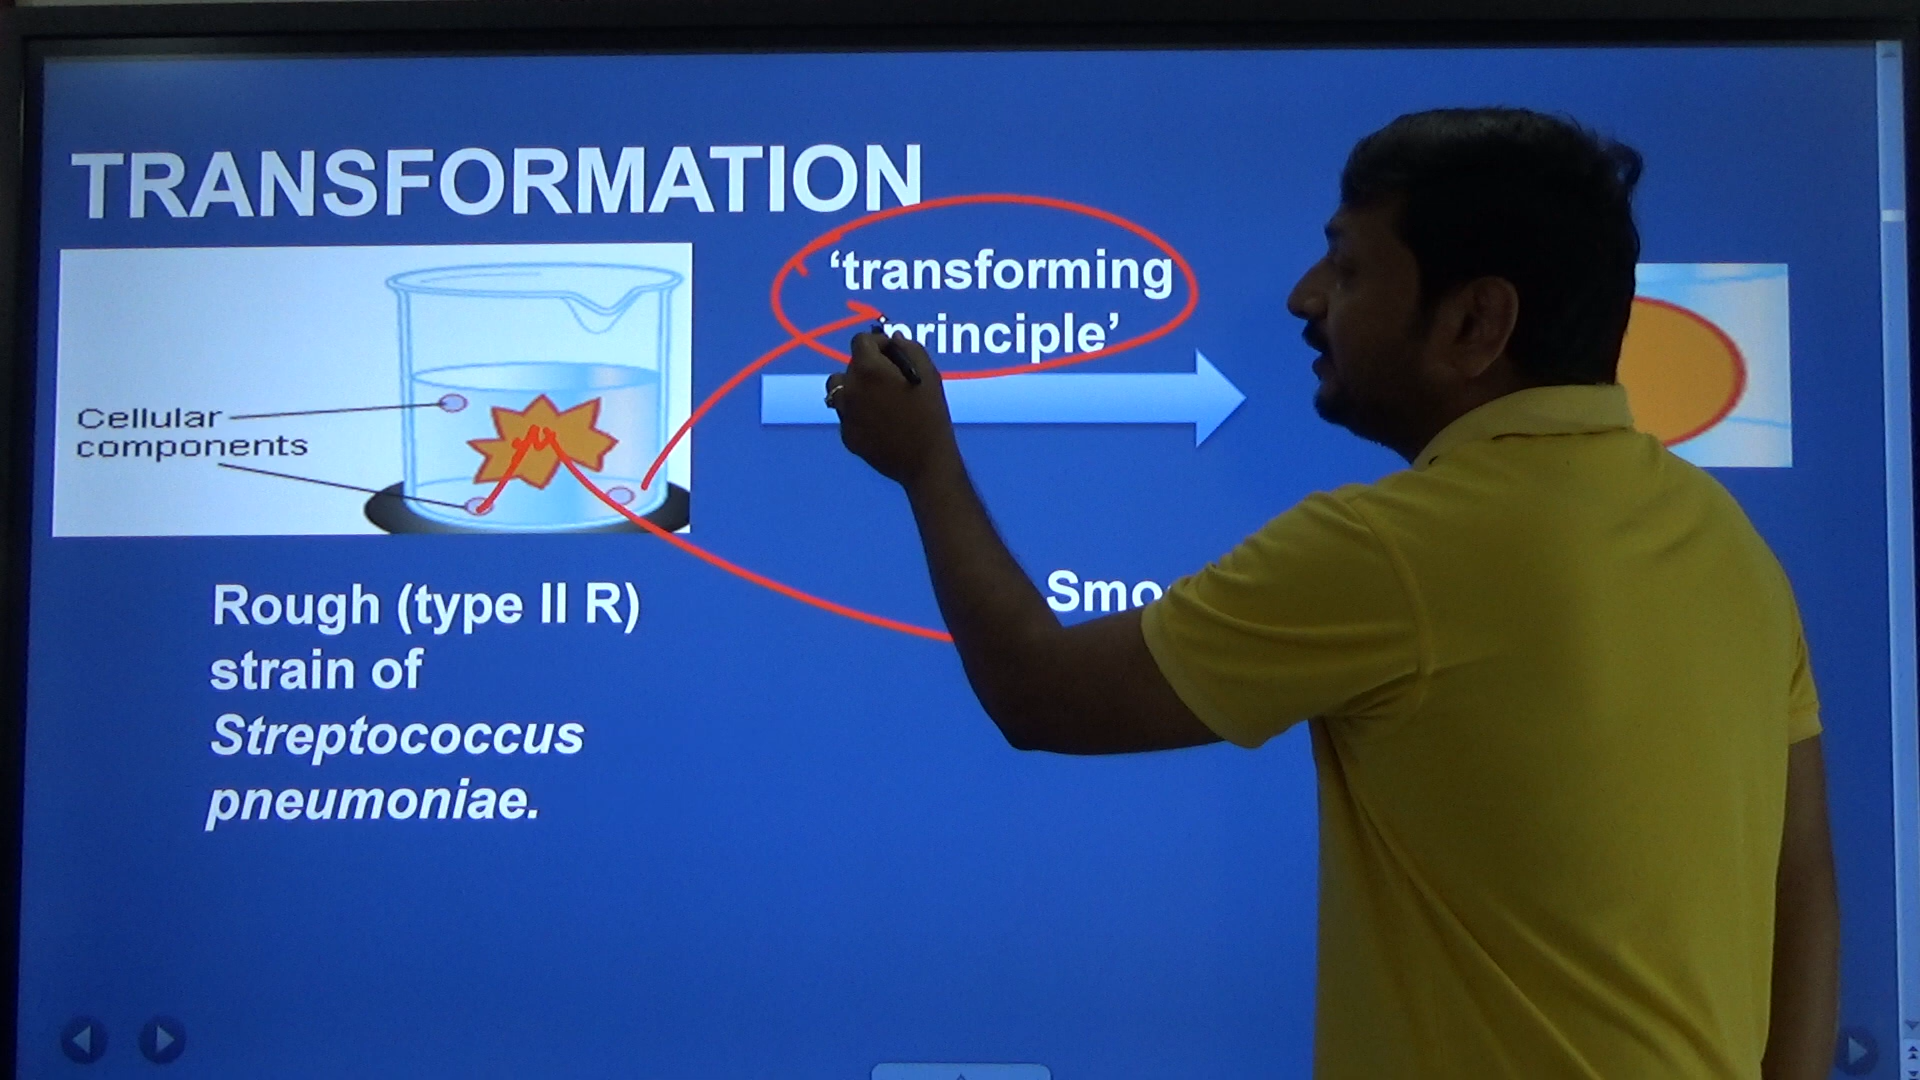 TRANSFORMATION
‘transforming
principle’
Cellular
components
Rough (type II R)
strain of
Streptococcus
pneumoniae.